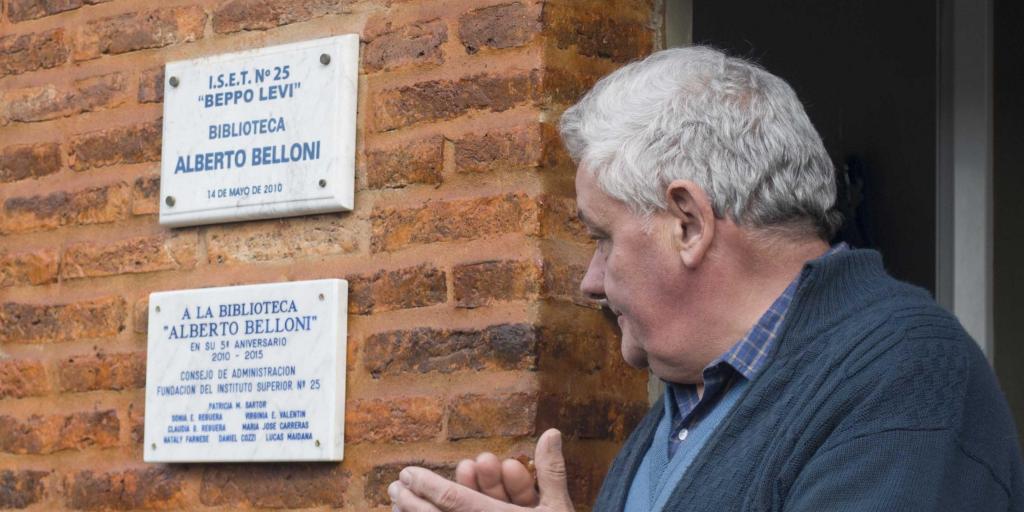 I.S.E.T. Nº 25
"BEPPO LEVI"
BIBLIOTECA
ALBERTO BELLONI
14 DE MAYO DE 2010
A LA BIBLIOTECA
"ALBERTO BELLONI"
EN SU 5º ANIVERSARIO
2010 - 2015
CONSEJO DE ADMINISTRACION
FUNDACION DEL INSTITUTO SUPERIOR Nº 25
PATRICIA M. SARTOR
SONIA E. REGUERA VIRGINIA E. VALENTIN
CLAUDIA B. REGUERA MARIA JOSE CARRERAS
NATALY FARNESE DANIEL COZZI LUCAS MAIDANA